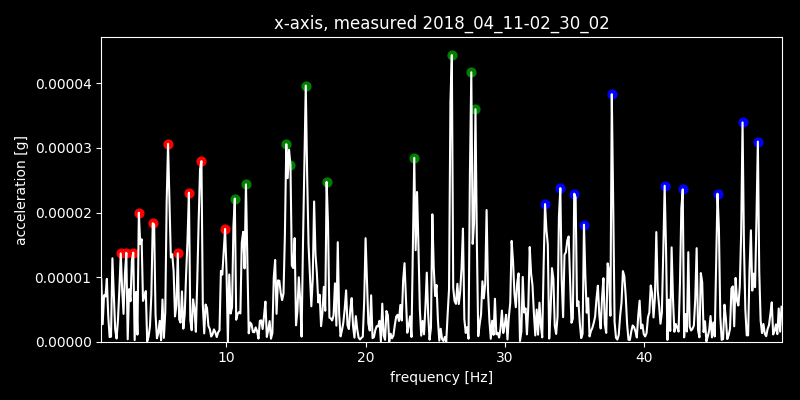 x-axis, measured 2018_04_11-02_30_02
acceleration [g]
0.00004
0.00003
0.00002
0.00001
0.00000
10 20 30 40
frequency [Hz]